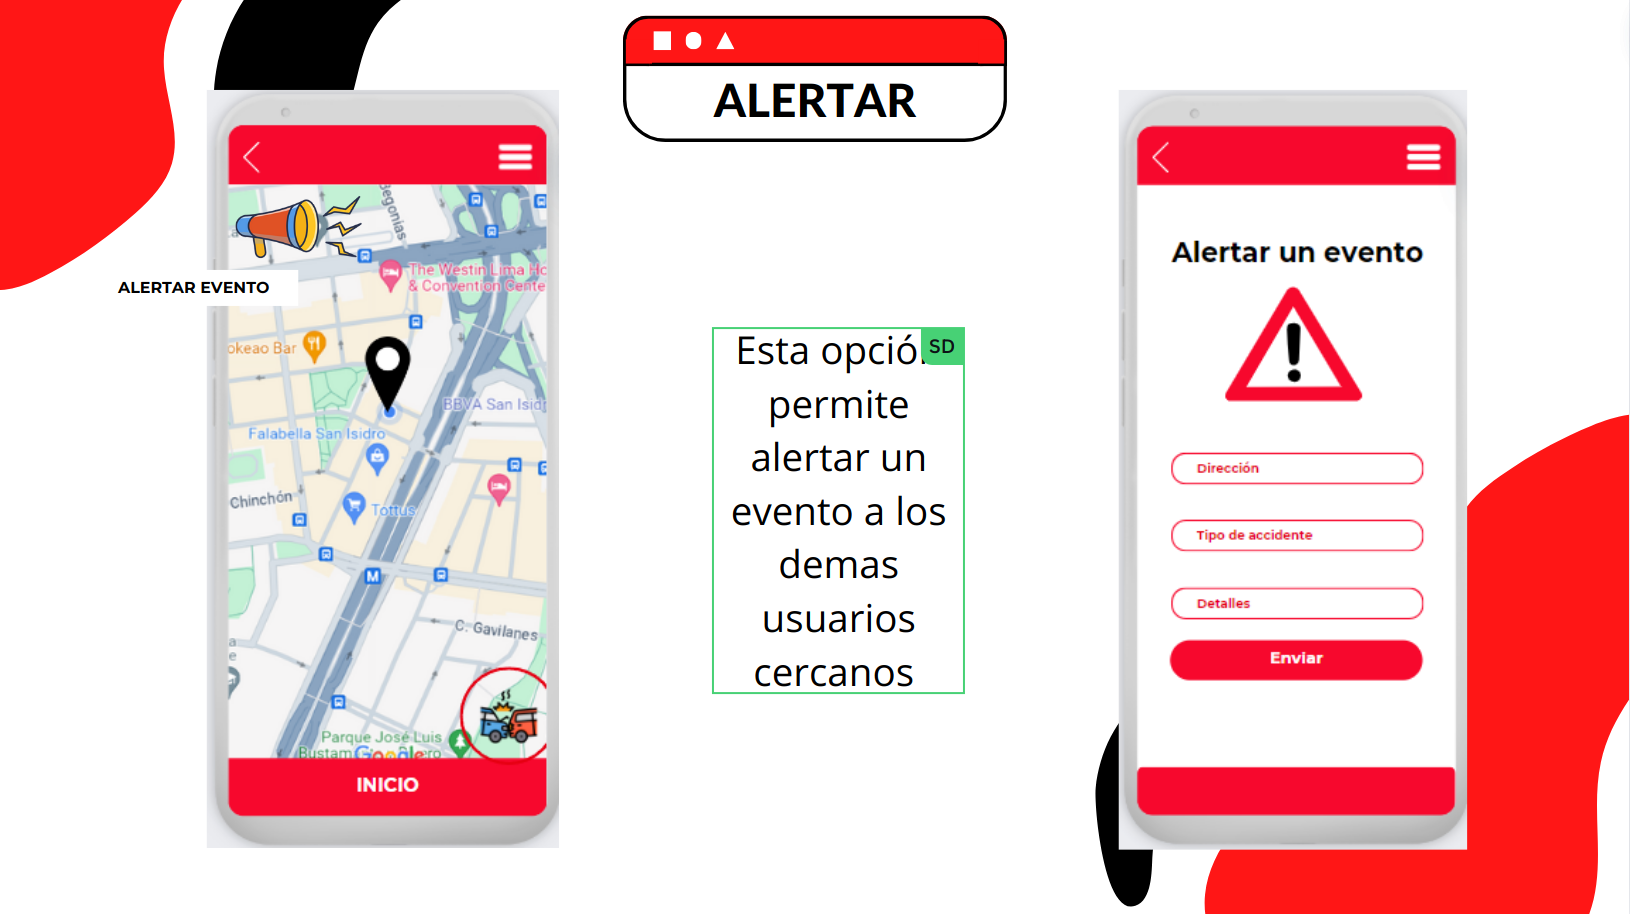 ALERTAR
Begonias
The Westin Lima Ho
& Convention Cente
ALERTAR EVENTO
okeao Bar
BBVA San Isid
Falabella San Isidro
Chinchón
Tottus
M
C. Gavilanes
a
e
Parque José Luis
Bustam
ero
Google
INICIO
Esta opción
SD
permite
alertar un
evento a los
demas
usuarios
cercanos
Alertar un evento
!
Dirección
Tipo de accidente
Detalles
Enviar